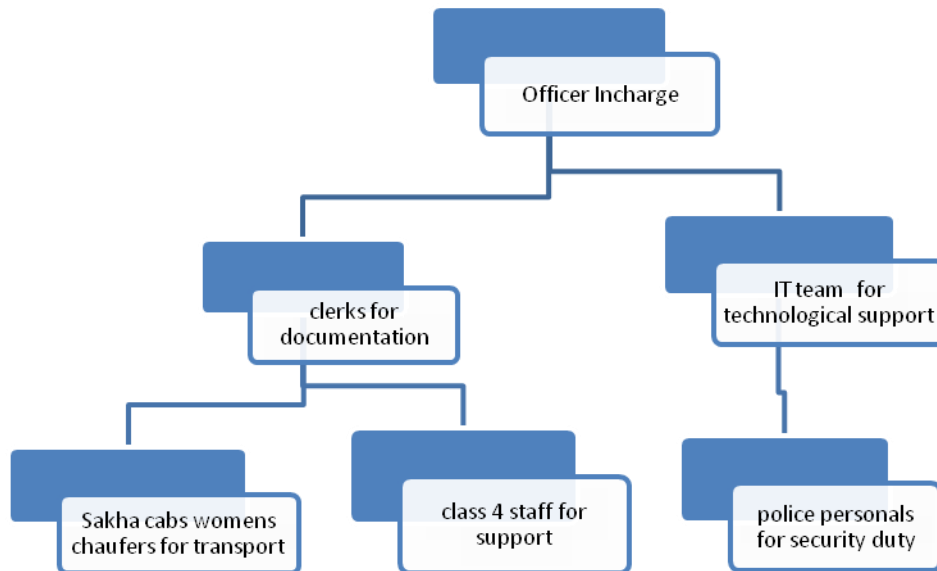 Officer Incharge
clerks for
documentation
IT team for
technological support
Sakha cabs womens
chaufers for transport
class 4 staff for
support
police personals
for security duty